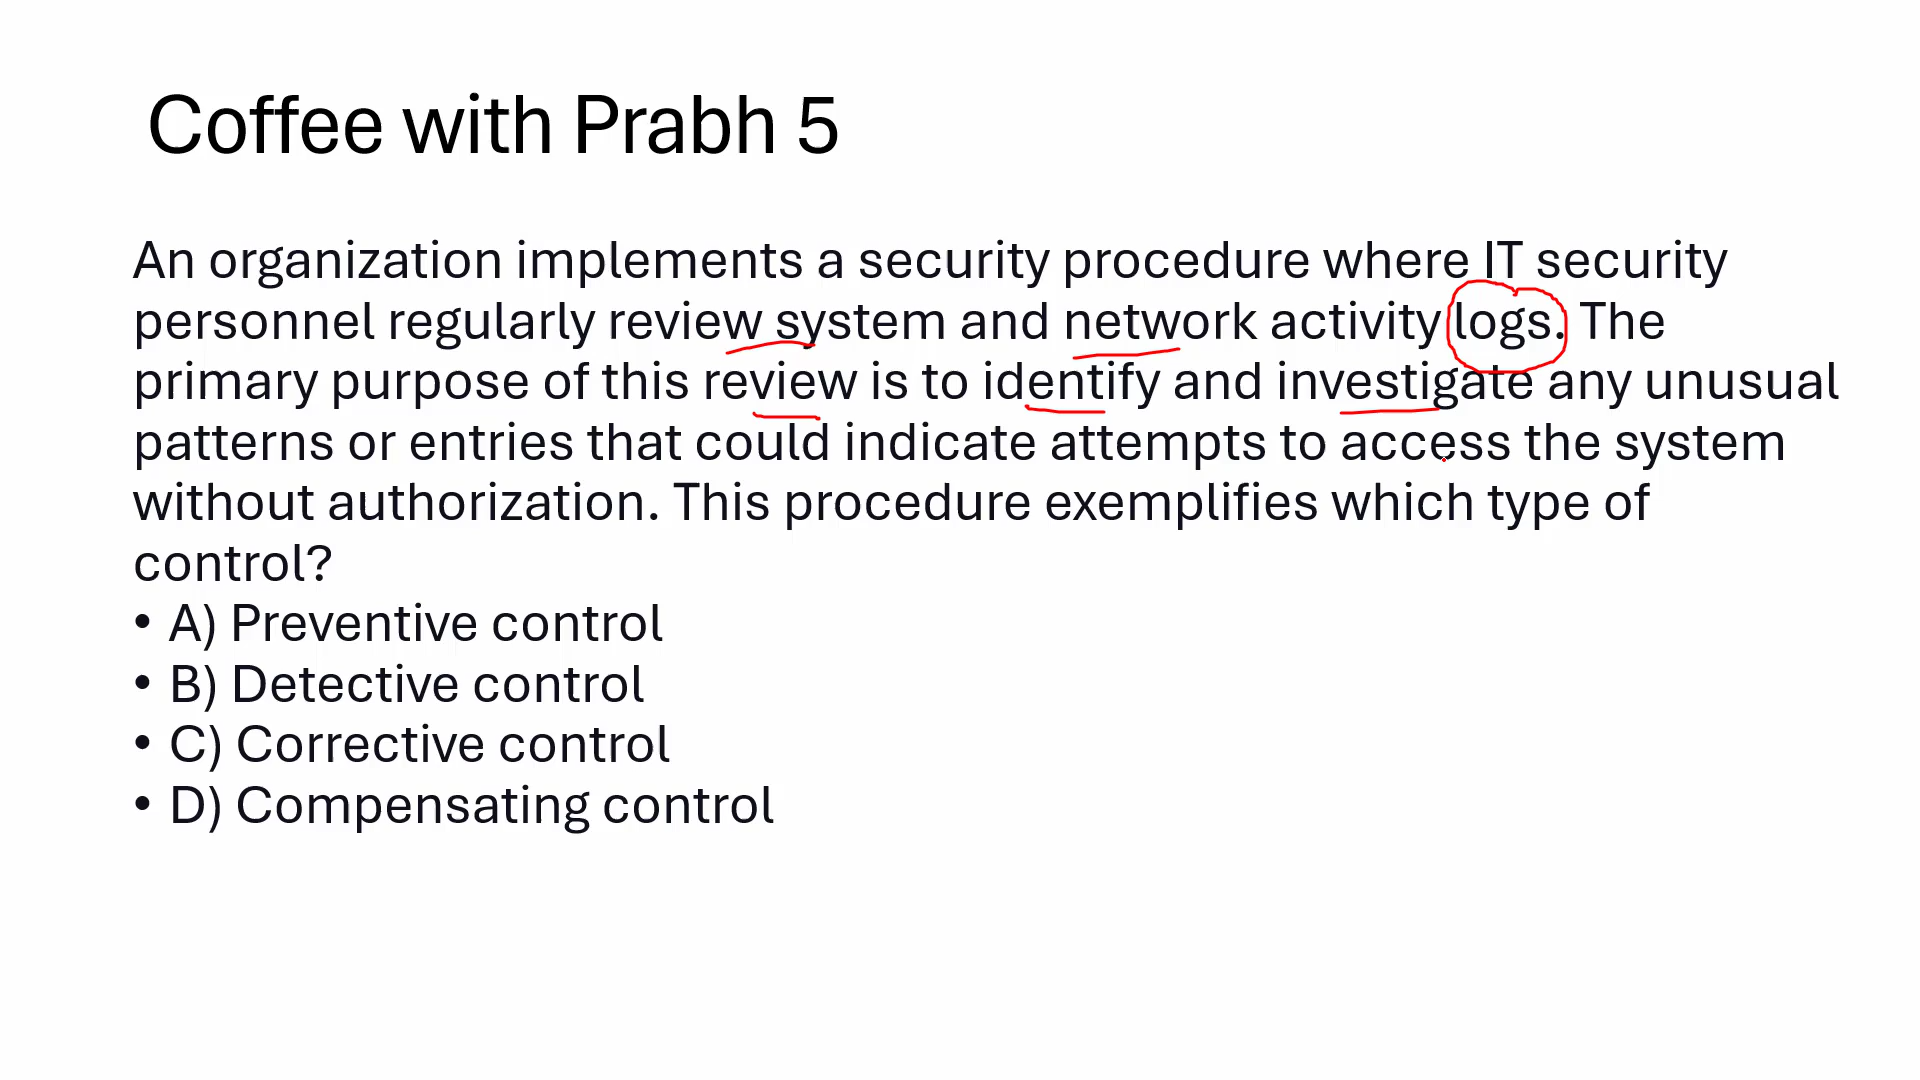 Coffee with Prabh 5
An organization implements a security procedure where IT security
personnel regularly review system and network activity logs. The
primary purpose of this review is to identify and investigate any unusual
patterns or entries that could indicate attempts to access the system
without authorization. This procedure exemplifies which type of
control?
• A) Preventive control
• B) Detective control
• C) Corrective control
• D) Compensating control